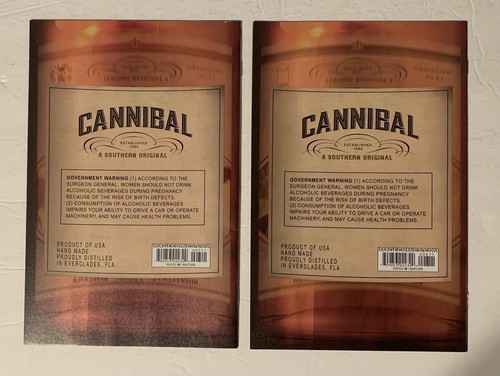 CANNIBAL
ESTABLISHED
A SOUTHERN ORIGINAL
GOVERNMENT WARNING (1) ACCORDING TO THE
SURGEON GENERAL, WOMEN SHOULD NOT DRINK
ALCOHOLIC BEVERAGES DURING PREGNANCY
BECAUSE OF THE RISK OF BIRTH DEFECTS.
(2) CONSUMPTION OF ALCOHOLIC BEVERAGES
IMPAIRS YOUR ABILITY TO DRIVE A CAR OR OPERATE
MACHINERY, AND MAY CAUSE HEALTH PROBLEMS.
PRODUCT OF USA
HAND MADE
PROUDLY DISTILLED
IN EVERGLADES, FLA
CANNIBAL
ESTABLISHED
A SOUTHERN ORIGINAL
GOVERNMENT WARNING (1) ACCORDING TO THE
SURGEON GENERAL, WOMEN SHOULD NOT DRINK
ALCOHOLIC BEVERAGES DURING PREGNANCY
BECAUSE OF THE RISK OF BIRTH DEFECTS.
(2) CONSUMPTION OF ALCOHOLIC BEVERAGES
IMPAIRS YOUR ABILITY TO DRIVE A CAR OR OPERATE
MACHINERY, AND MAY CAUSE HEALTH PROBLEMS.
PRODUCT OF USA
HAND MADE
PROUDLY DISTILLED
IN EVERGLADES, FLA